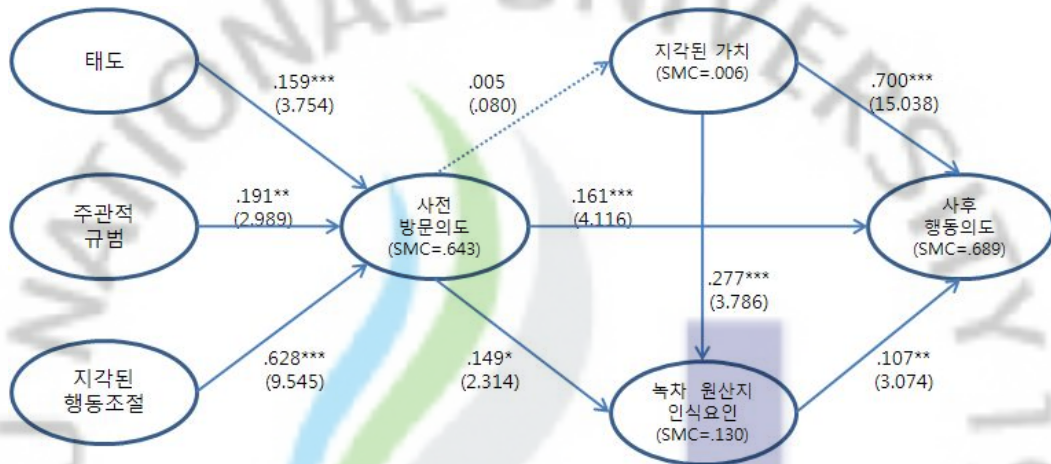 태도
지각된 가치
(SMC=.006)
.159***
(3.754)
.005
(.080)
.700***
(15.038)
주관적
규범
.191**
(2.989)
사전
방문의도
(SMC=.643)
.161***
(4.116)
사후
행동의도
(SMC=.689)
.277***
(3.786)
지각된
행동조절
.628***
(9.545)
.149*
(2.314)
녹차 원산지
인식요인
(SMC=.130)
.107**
(3.074)
NATIONAL UNIVERSITY